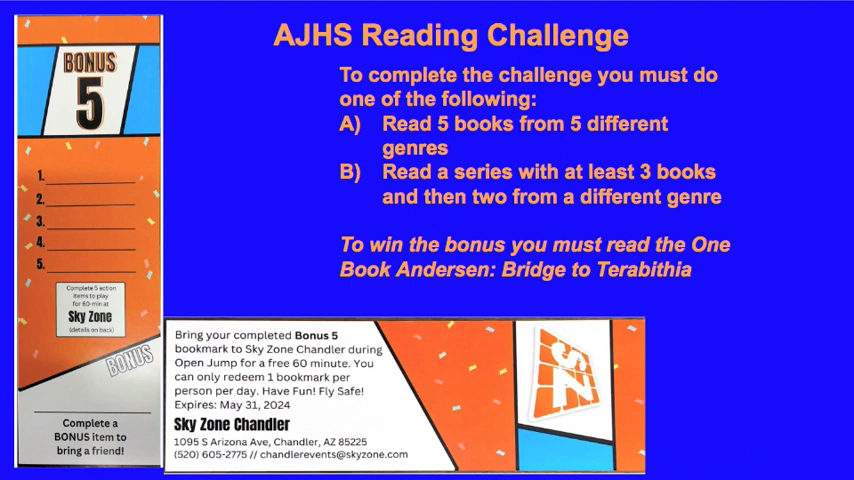 AJHS Reading Challenge
To complete the challenge you must do
one of the following:
A) Read 5 books from 5 different
genres
B) Read a series with at least 3 books
and then two from a different genre
To win the bonus you must read the One
Book Andersen: Bridge to Terabithia
BONUS
5
1.
2.
3.
4.
5.
Complete 5 action
items to play
for 60-min at
Sky Zone
(details on back)
BONUS
Complete a
BONUS item to
bring a friend!
Bring your completed Bonus 5
bookmark to Sky Zone Chandler during
Open Jump for a free 60 minute. You
can only redeem 1 bookmark per
person per day. Have Fun! Fly Safe!
Expires: May 31, 2024
Sky Zone Chandler
1095 S Arizona Ave, Chandler, AZ 85225
(520) 605-2775 // chandlerevents@skyzone.com
SZ